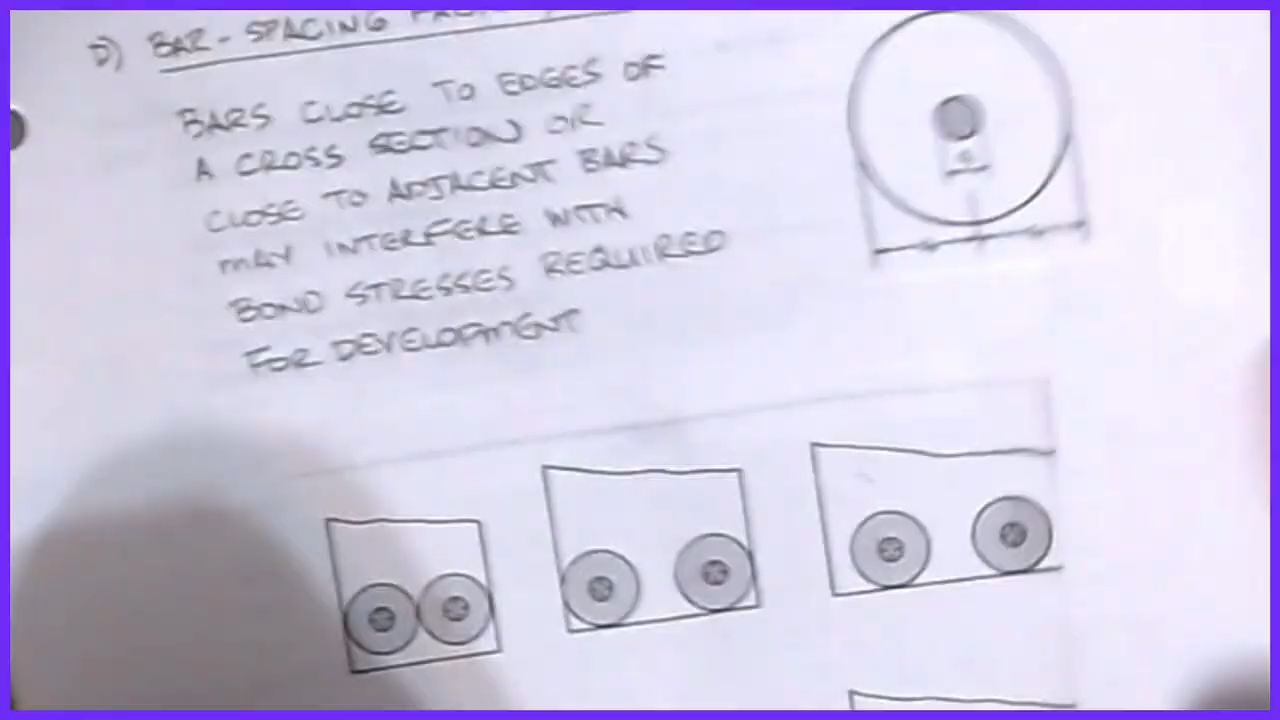 D) BAR-SPACING
BARS CLOSE TO EDGES OF
A CROSS SECTION OR
CLOSE TO ADJACENT BARS
MAY INTERFERE WITH
BOND STRESSES REQUIRED
FOR DEVELOPMENT